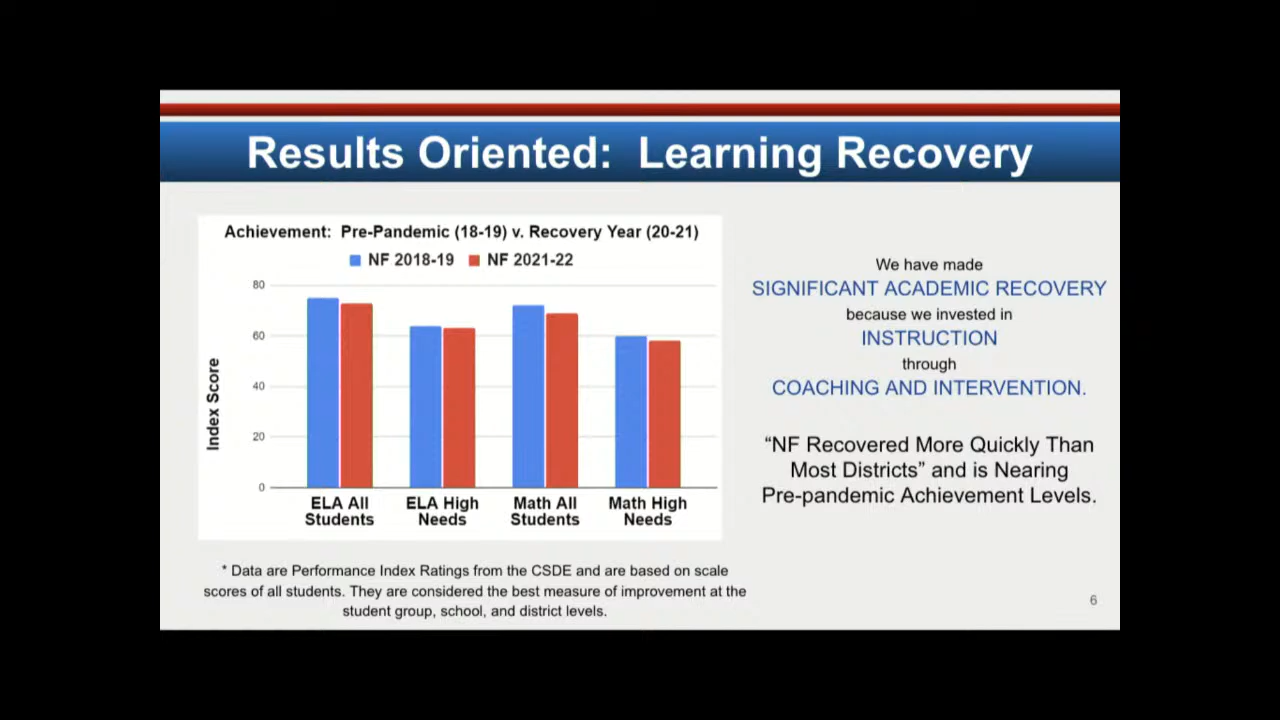 Results Oriented:  Learning Recovery
Achievement:  Pre-Pandemic (18-19) v. Recovery Year (20-21)
NF 2018-19 NF 2021-22
80
60
40
20
0
Index Score
ELA All
Students
ELA High
Needs
Math All
Students
Math High
Needs
We have made
SIGNIFICANT ACADEMIC RECOVERY
because we invested in
INSTRUCTION
through
COACHING AND INTERVENTION.
“NF Recovered More Quickly Than
Most Districts” and is Nearing
Pre-pandemic Achievement Levels.
* Data are Performance Index Ratings from the CSDE and are based on scale
scores of all students. They are considered the best measure of improvement at the
student group, school, and district levels.
6